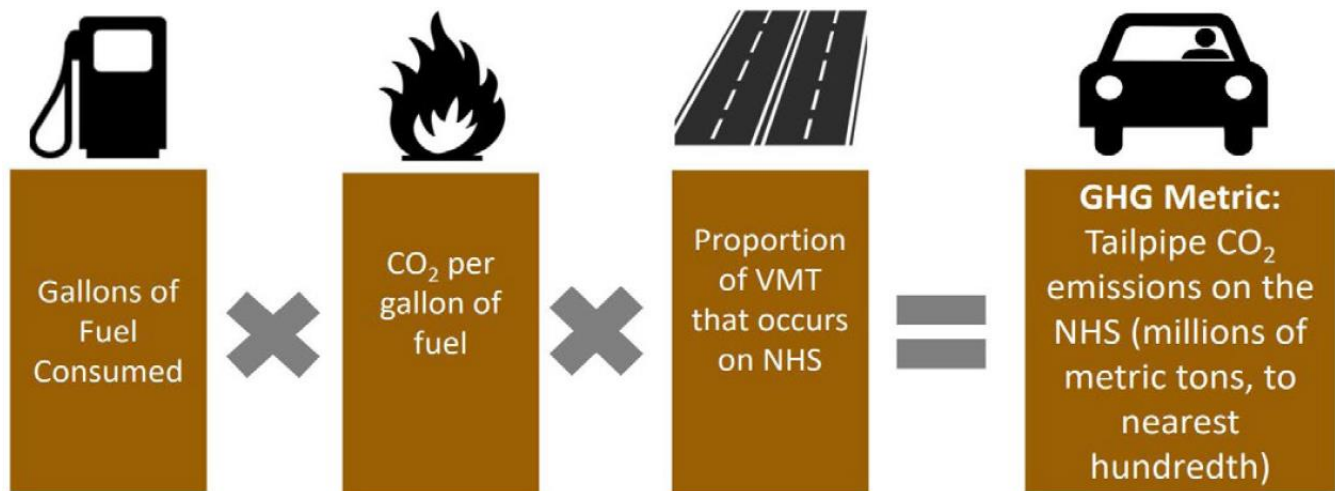 Gallons of
Fuel
Consumed
CO₂ per
gallon of
fuel
Proportion
of VMT
that occurs
on NHS
GHG Metric:
Tailpipe CO₂
emissions on the
NHS (millions of
metric tons, to
nearest
hundredth)